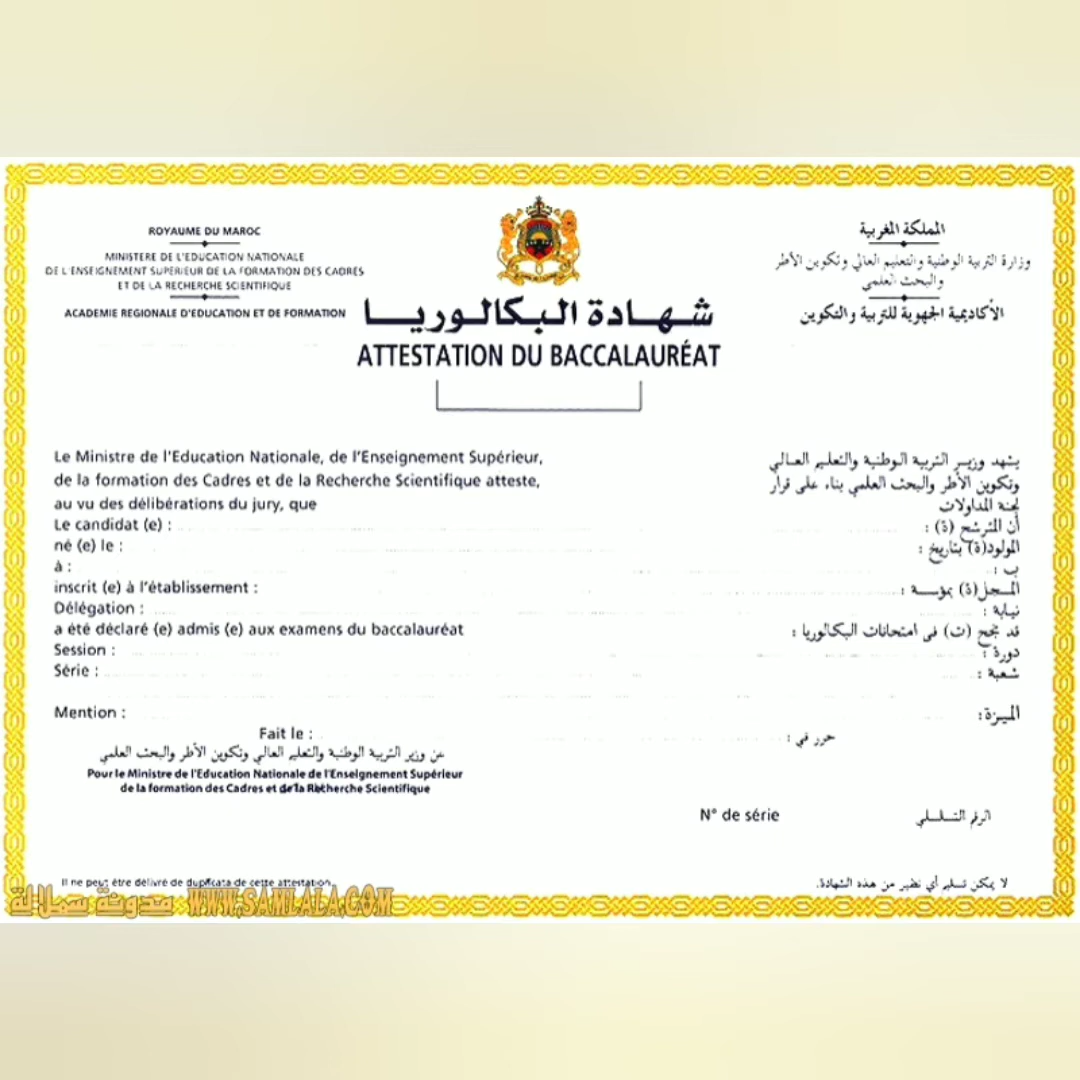 ROYAUME DU MAROC
MINISTERE DE L'EDUCATION NATIONALE
DE L'ENSEIGNEMENT SUPERIEUR DE LA FORMATION DES CADRES
ET DE LA RECHERCHE SCIENTIFIQUE
ACADEMIE REGIONALE D'EDUCATION ET DE FORMATION
المملكة المغربية
وزارة التربية الوطنية والتعليم العالي وتكوين الأطر
والبحث العلمي
الأكاديمية الجهوية للتربية والتكوين
شهادة البكالوريا
ATTESTATION DU BACCALAURÉAT
Le Ministre de l'Education Nationale, de l'Enseignement Supérieur,
de la formation des Cadres et de la Recherche Scientifique atteste,
au vu des délibérations du jury, que
Le candidat (e) :
né (e) le :
à :
inscrit (e) à l'établissement :
Délégation :
a été déclaré (e) admis (e) aux examens du baccalauréat
Session :
Série :
Mention :
Fait le :
يشهد وزير التربية الوطنية والتعليم العالي
وتكوين الأطر والبحث العلمي بناء على قرار
لجنة المداولات
أن المترشح (ة) :
المولود(ة) بتاريخ :
ب :
المسجل(ة) بمؤسسة :
نيابة :
قد نجح (ت) في امتحانات البكالوريا :
دورة :
شعبة :
الميزة:
حرر في :
عن وزير التربية الوطنية والتعليم العالي وتكوين الأطر والبحث العلمي
Pour le Ministre de l'Education Nationale de l'Enseignement Supérieur
de la formation des Cadres et de la Recherche Scientifique
N° de série
الرقم التسلسلي
Il ne peut être délivré de duplicata de cette attestation.
لا يمكن تسليم أي نظير من هذه الشهادة.
مدونة سملالة WWW.SAMLALA.COM